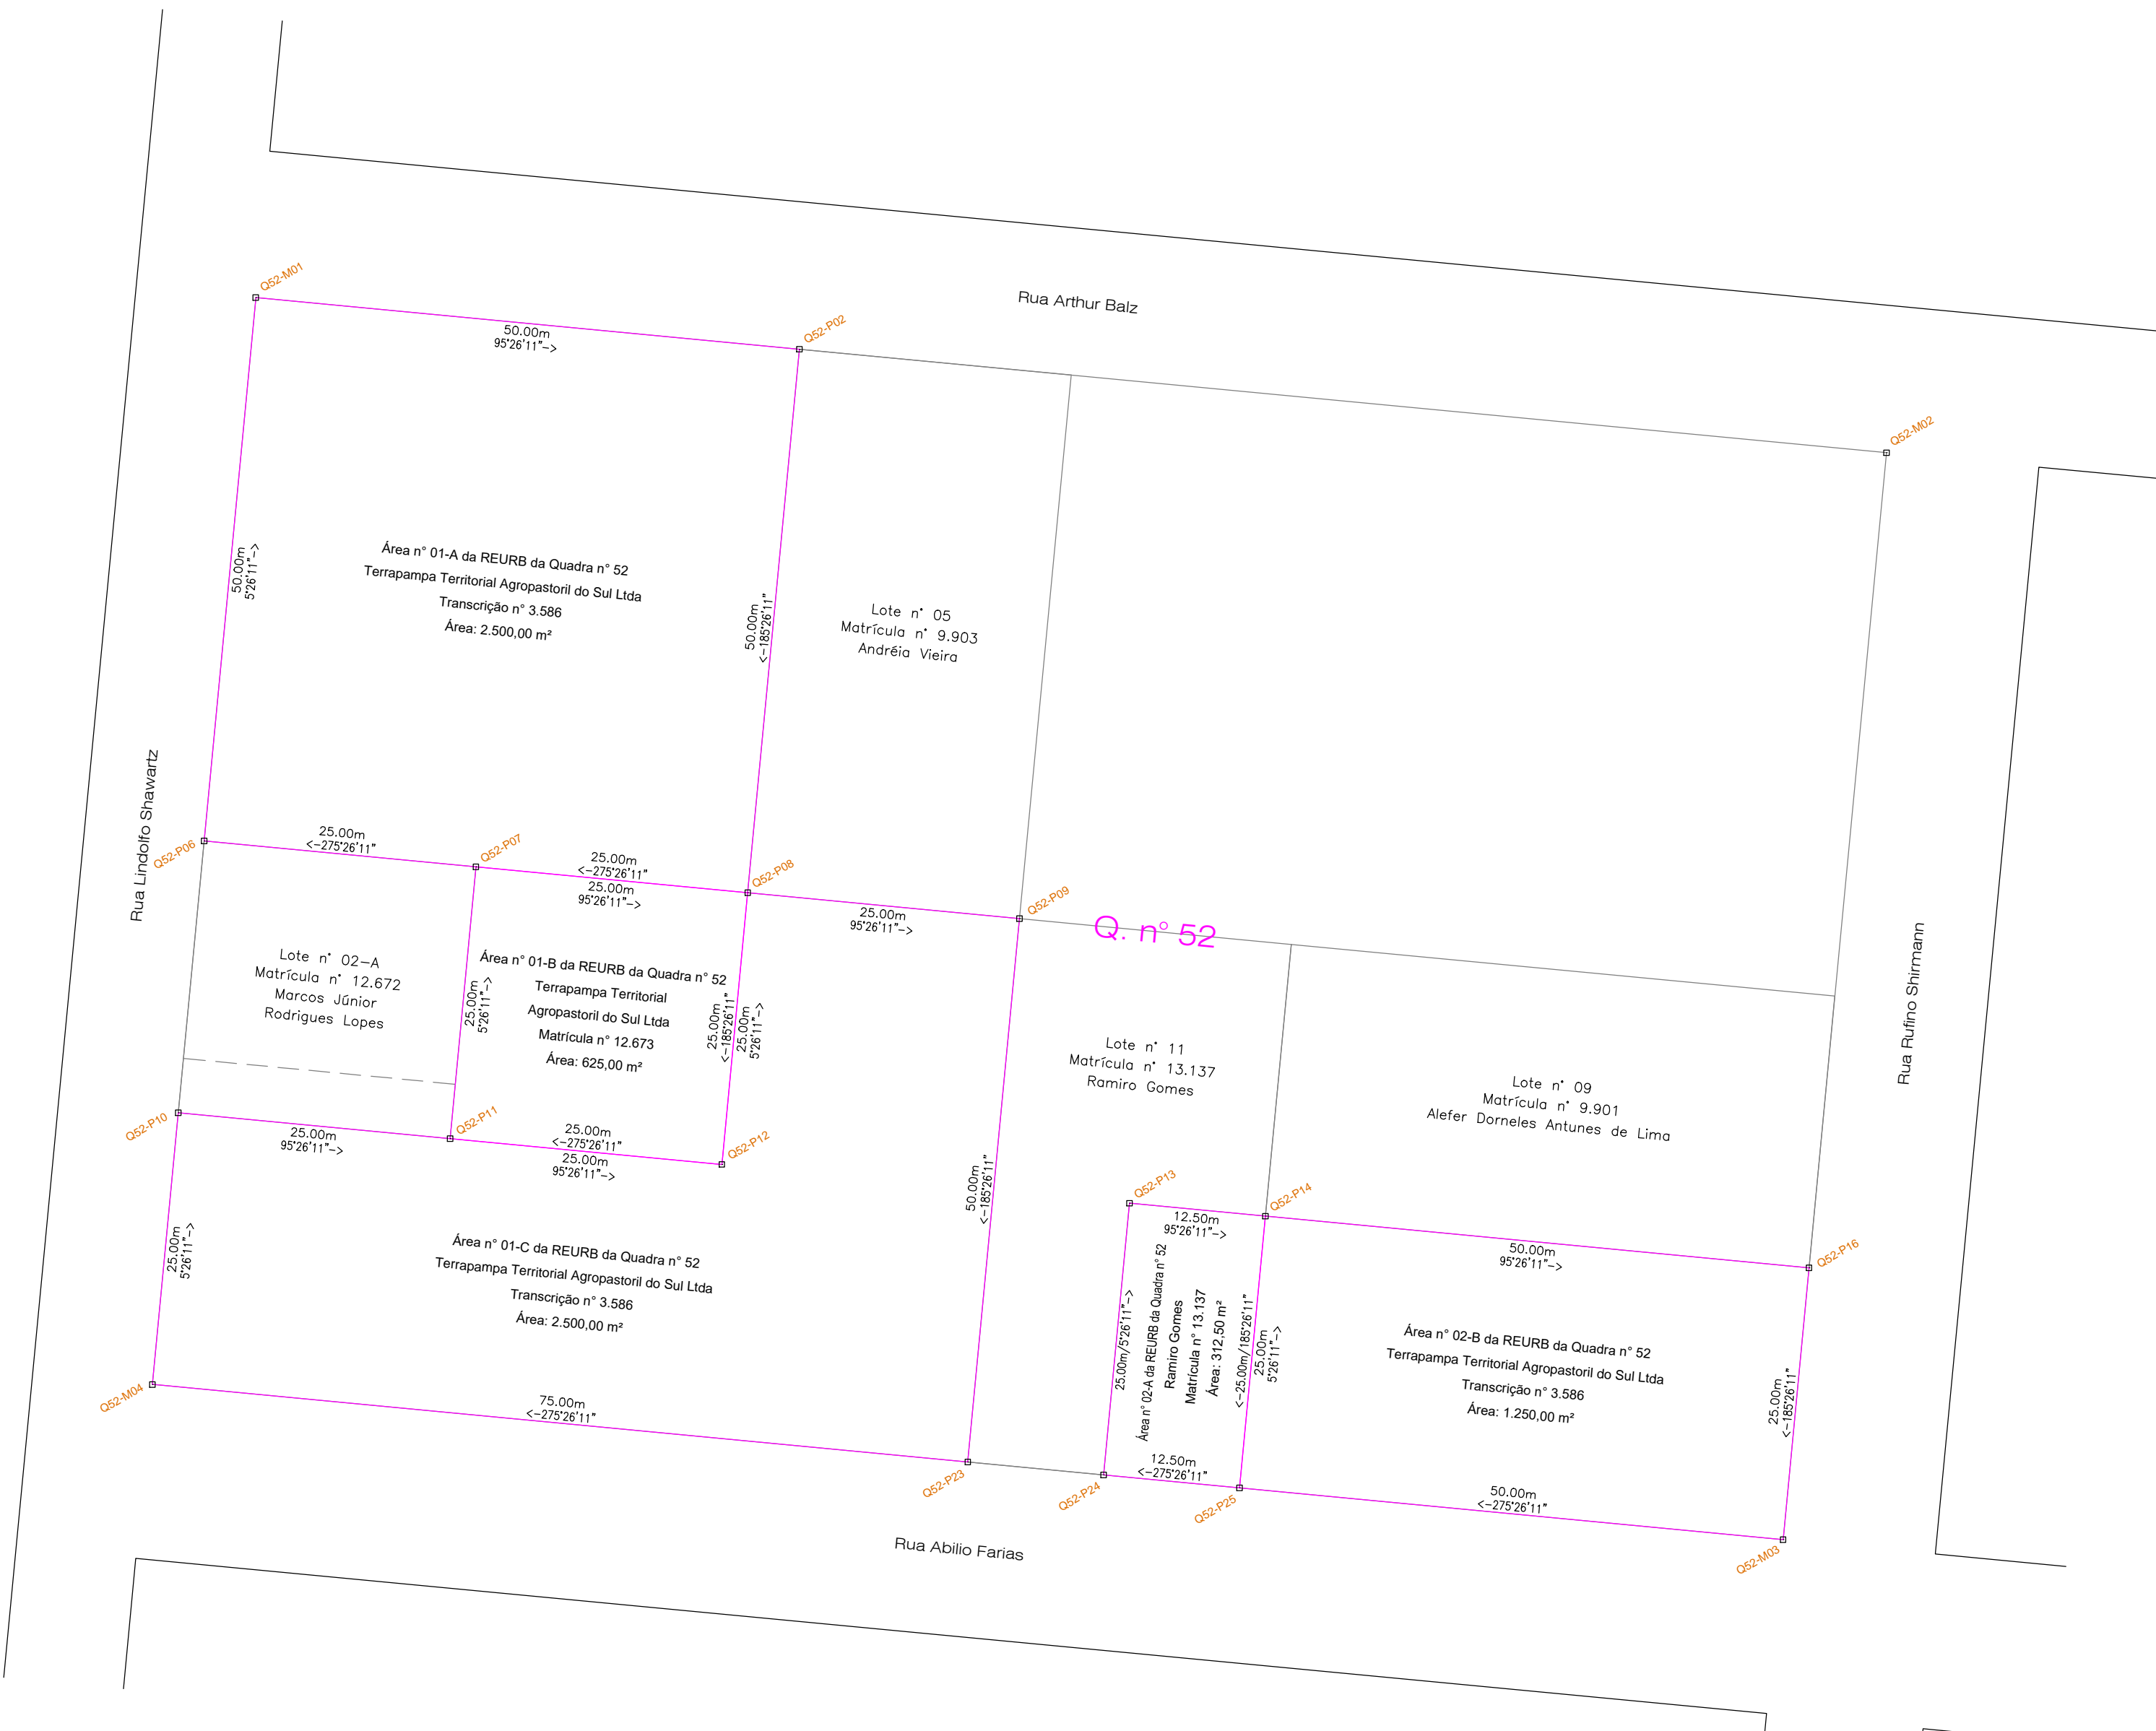 Q52-M01
Rua Arthur Balz
Q52-P02
50.00m
95°26'11"->
Q52-M02
50.00m
5°26'11"->
Área n° 01-A da REURB da Quadra n° 52
Terrapampa Territorial Agropastoril do Sul Ltda
Transcrição n° 3.586
Área: 2.500,00 m²
50.00m
<-185°26'11"
Lote n° 05
Matrícula n° 9.903
Andréia Vieira
Rua Lindolfo Shawartz
Q52-P06
25.00m
<-275°26'11"
Q52-P07
25.00m
<-275°26'11"
25.00m
95°26'11"->
Q52-P08
25.00m
95°26'11"->
Q52-P09
Q. n° 52
Lote n° 02-A
Matrícula n° 12.672
Marcos Júnior
Rodrigues Lopes
25.00m
5°26'11"->
Área n° 01-B da REURB da Quadra n° 52
Terrapampa Territorial
Agropastoril do Sul Ltda
Matrícula n° 12.673
Área: 625,00 m²
25.00m
<-185°26'11"
25.00m
5°26'11"->
Lote n° 11
Matrícula n° 13.137
Ramiro Gomes
Lote n° 09
Matrícula n° 9.901
Alefer Dorneles Antunes de Lima
Rua Rufino Shirmann
Q52-P10
25.00m
95°26'11"->
Q52-P11
25.00m
<-275°26'11"
25.00m
95°26'11"->
Q52-P12
50.00m
<-185°26'11"
Q52-P13
12.50m
95°26'11"->
Q52-P14
50.00m
95°26'11"->
Q52-P16
25.00m
5°26'11"->
Área n° 01-C da REURB da Quadra n° 52
Terrapampa Territorial Agropastoril do Sul Ltda
Transcrição n° 3.586
Área: 2.500,00 m²
25.00m/5°26'11"->
Área n° 02-A da REURB da Quadra n° 52
Ramiro Gomes
Matrícula n° 13.137
Área: 312,50 m²
<-25.00m/185°26'11"
25.00m
5°26'11"->
Área n° 02-B da REURB da Quadra n° 52
Terrapampa Territorial Agropastoril do Sul Ltda
Transcrição n° 3.586
Área: 1.250,00 m²
25.00m
<-185°26'11"
Q52-M04
75.00m
<-275°26'11"
Q52-P23
12.50m
<-275°26'11"
Q52-P24
Q52-P25
50.00m
<-275°26'11"
Q52-M03
Rua Abilio Farias